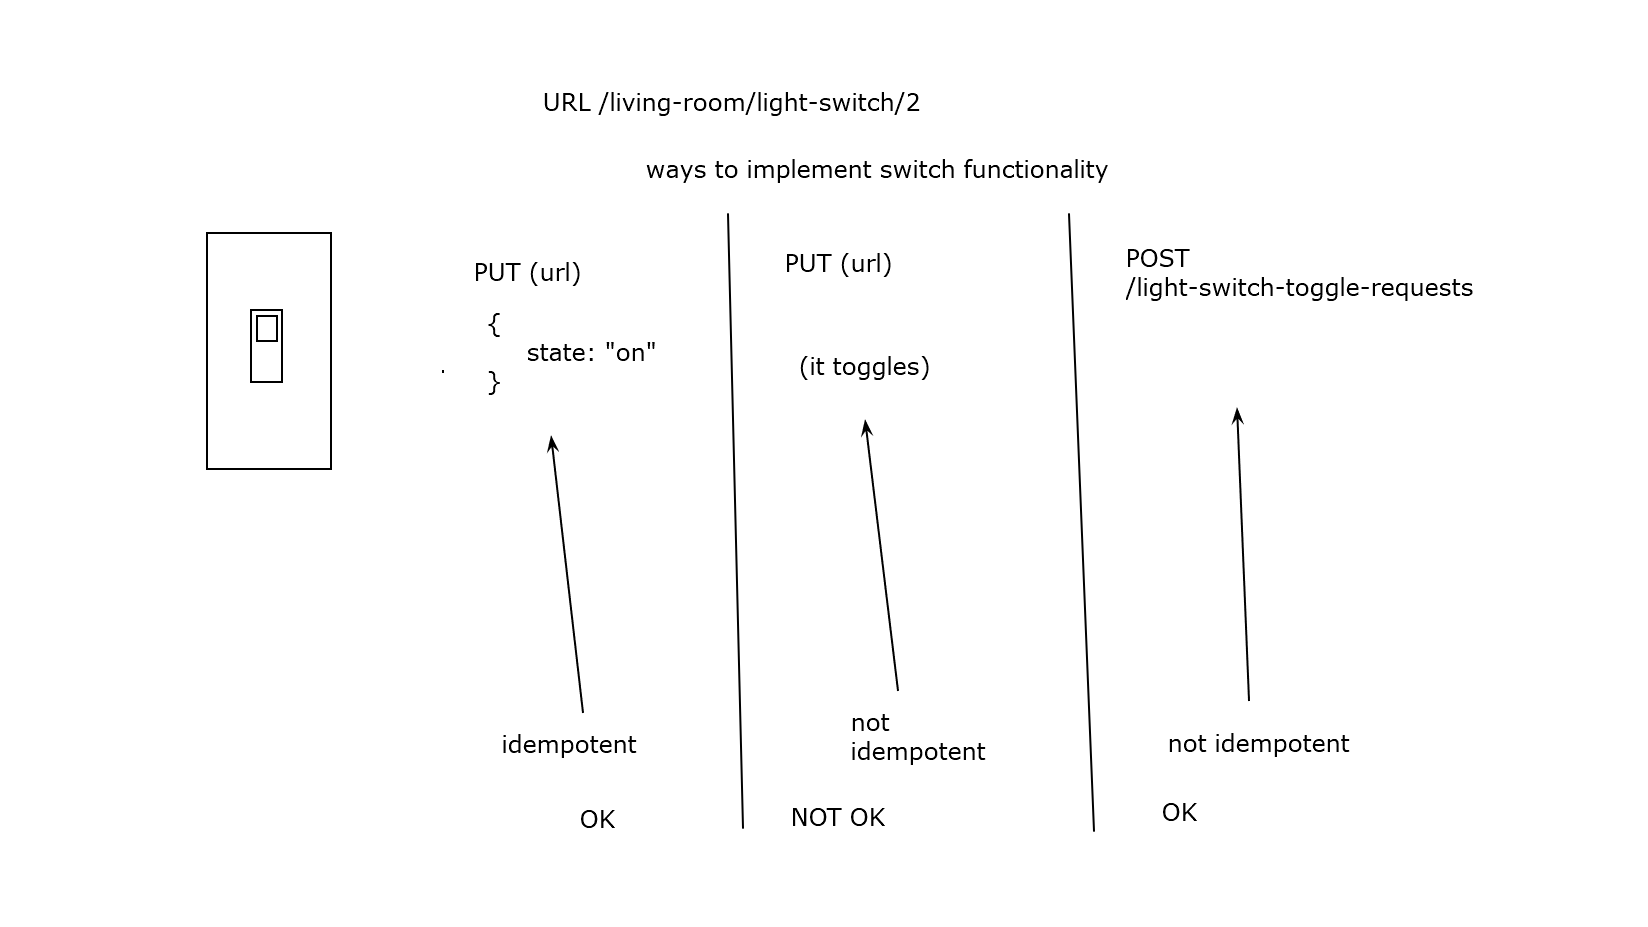 URL /living-room/light-switch/2
ways to implement switch functionality
PUT (url)
{
state: "on"
}
idempotent
OK
PUT (url)
(it toggles)
not
idempotent
NOT OK
POST
/light-switch-toggle-requests
not idempotent
OK